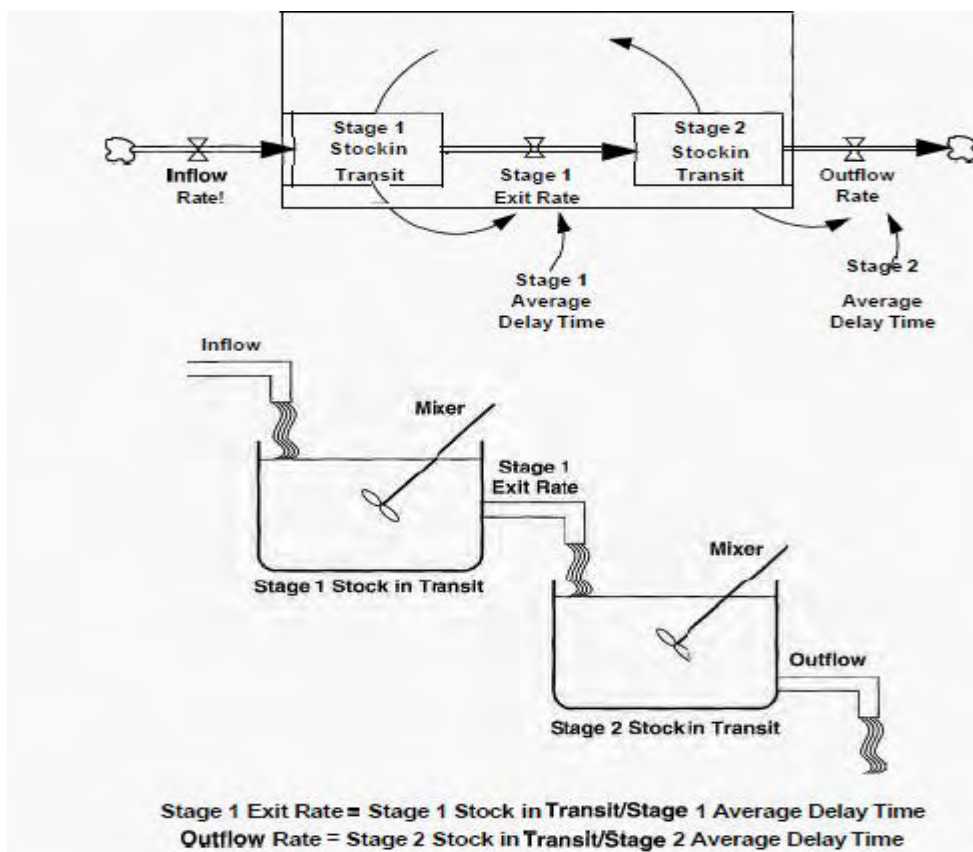 Stage 1
Stockin
Transit
Stage 2
Stockin
Transit
Inflow
Rate!
Stage 1
Exit Rate
Outflow
Rate
Stage 1
Average
Delay Time
Stage 2
Average
Delay Time
Inflow
Mixer
Stage 1
Exit Rate
Stage 1 Stock in Transit
Mixer
Outflow
Stage 2 Stockin Transit
Stage 1 Exit Rate = Stage 1 Stock in Transit/Stage 1 Average Delay Time
Outflow Rate = Stage 2 Stock in Transit/Stage 2 Average Delay Time